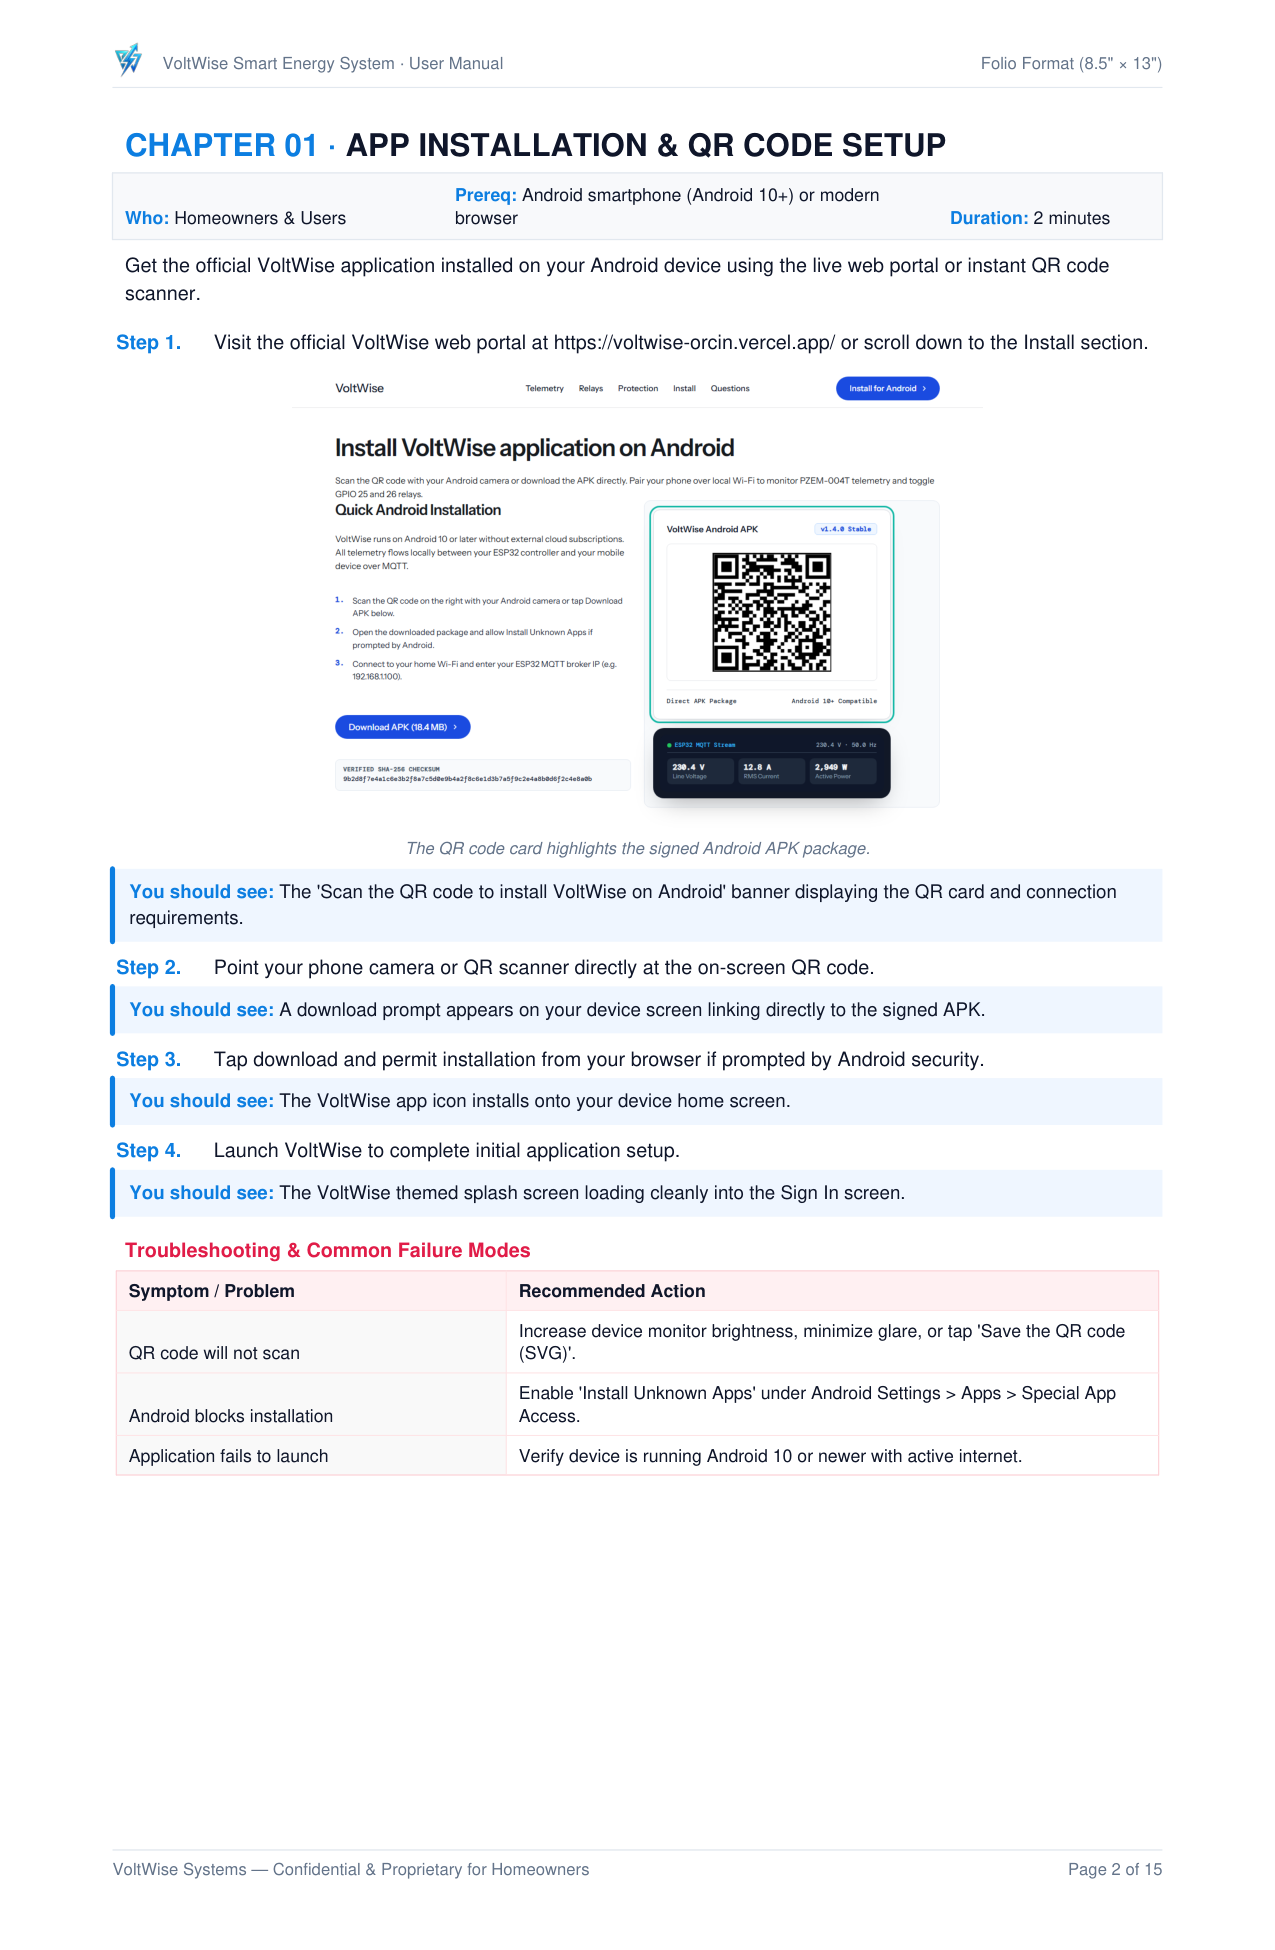 VoltWise Smart Energy System · User Manual
Folio Format (8.5" × 13")
CHAPTER 01 · APP INSTALLATION & QR CODE SETUP
Who: Homeowners & Users
Prereq: Android smartphone (Android 10+) or modern
browser
Duration: 2 minutes
Get the official VoltWise application installed on your Android device using the live web portal or instant QR code
scanner.
Step 1. Visit the official VoltWise web portal at https://voltwise-orcin.vercel.app/ or scroll down to the Install section.
VoltWise
Telemetry Relays Protection Install Questions
Install for Android >
Install VoltWise application on Android
Scan the QR code with your Android camera or download the APK directly. Pair your phone over local Wi-Fi to monitor PZEM-004T telemetry and toggle
GPIO 25 and 26 relays.
Quick Android Installation
VoltWise runs on Android 10 or later without external cloud subscriptions.
All telemetry flows locally between your ESP32 controller and your mobile
device over MQTT.
1. Scan the QR code on the right with your Android camera or tap Download
APK below.
2. Open the downloaded package and allow Install Unknown Apps if
prompted by Android.
3. Connect to your home Wi-Fi and enter your ESP32 MQTT broker IP (e.g.
192.168.1.100).
Download APK (18.4 MB) >
VERIFIED SHA-256 CHECKSUM
VoltWise Android APK
v1.4.0 Stable
Direct APK Package
Android 10+ Compatible
ESP32 MQTT Stream
230.4 V · 50.0 Hz
230.4 V 12.8 A 2,949 W
Line Voltage RMS Current Active Power
The QR code card highlights the signed Android APK package.
You should see: The 'Scan the QR code to install VoltWise on Android' banner displaying the QR card and connection
requirements.
Step 2. Point your phone camera or QR scanner directly at the on-screen QR code.
You should see: A download prompt appears on your device screen linking directly to the signed APK.
Step 3. Tap download and permit installation from your browser if prompted by Android security.
You should see: The VoltWise app icon installs onto your device home screen.
Step 4. Launch VoltWise to complete initial application setup.
You should see: The VoltWise themed splash screen loading cleanly into the Sign In screen.
Troubleshooting & Common Failure Modes
Symptom / Problem
Recommended Action
QR code will not scan
Increase device monitor brightness, minimize glare, or tap 'Save the QR code
(SVG)'.
Android blocks installation
Enable 'Install Unknown Apps' under Android Settings > Apps > Special App
Access.
Application fails to launch
Verify device is running Android 10 or newer with active internet.
VoltWise Systems — Confidential & Proprietary for Homeowners
Page 2 of 15